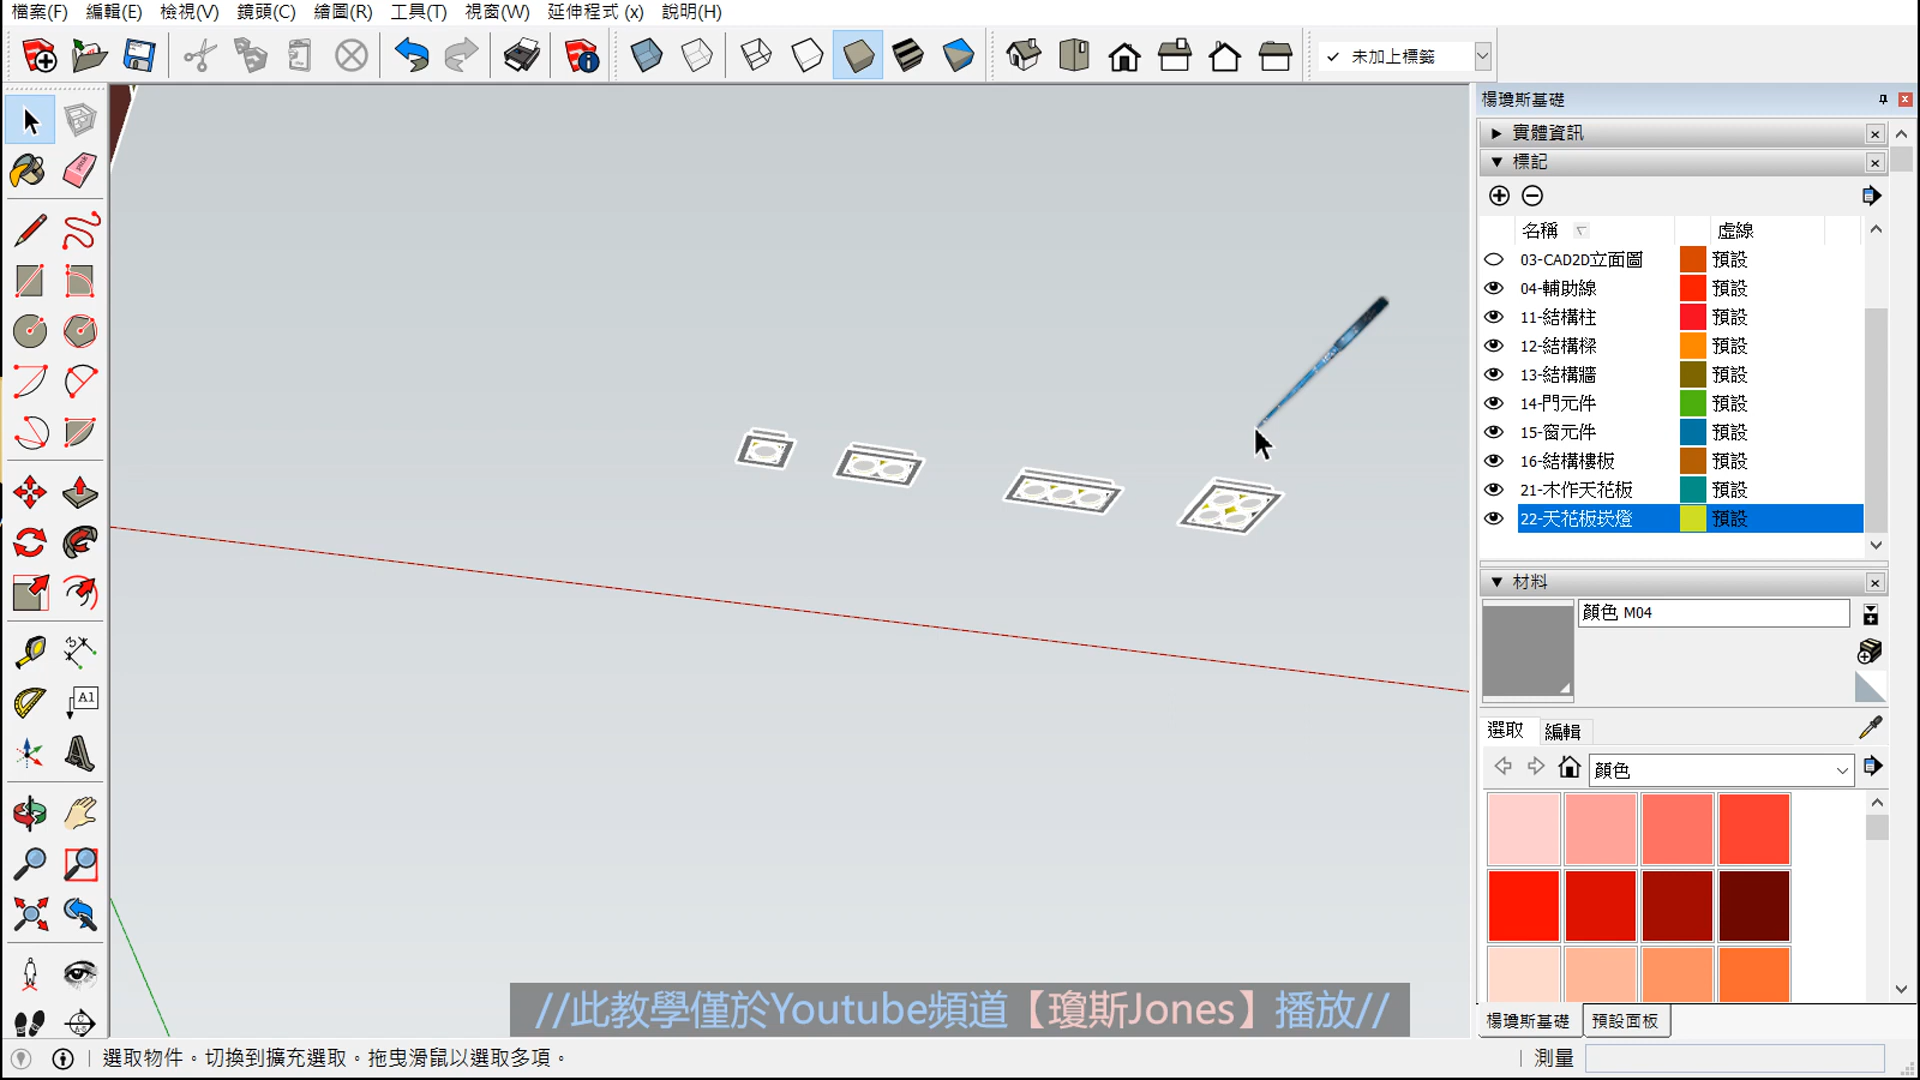 檔案(F) 編輯(E) 檢視(V) 鏡頭(C) 繪圖(R) 工具(T) 視窗(W) 延伸程式 (x) 說明(H)
✓ 未加上標籤
楊瓊斯基礎
實體資訊
標記
名稱 虛線
03-CAD2D立面圖 預設
04-輔助線 預設
11-結構柱 預設
12-結構樑 預設
13-結構牆 預設
14-門元件 預設
15-窗元件 預設
16-結構樓板 預設
21-木作天花板 預設
22-天花板崁燈 預設
材料
顏色 M04
A1
選取 編輯
顏色
//此教學僅於Youtube頻道【瓊斯Jones】播放//
楊瓊斯基礎 預設面板
選取物件。切換到擴充選取。拖曳滑鼠以選取多項。
測量